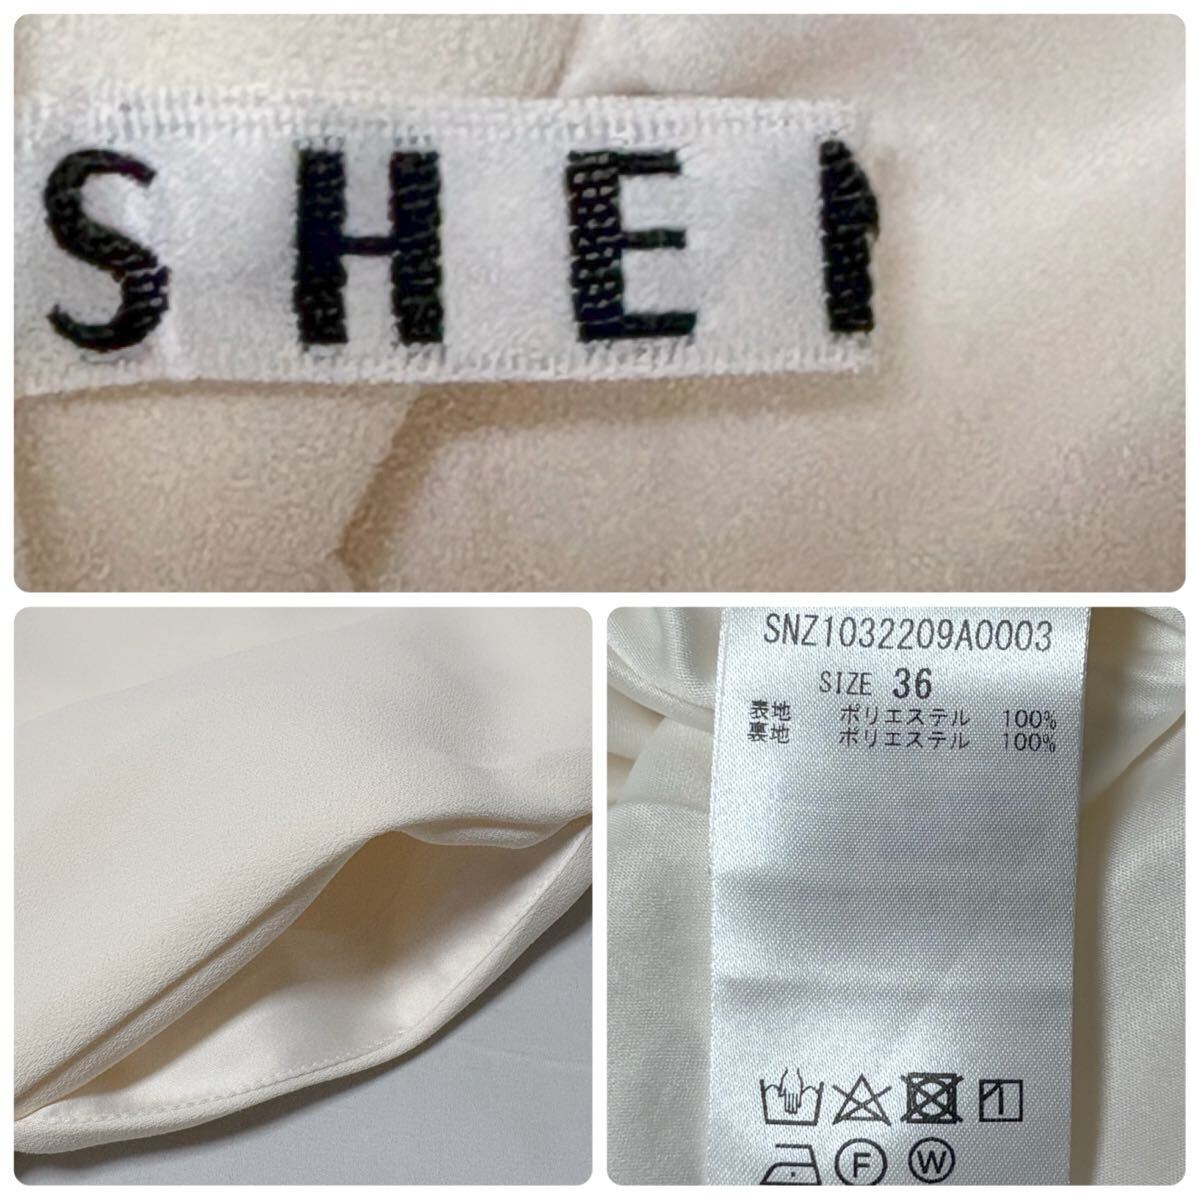 SHE
SNZ1032209A0003
SIZE 36
表地 ポリエステル 100%
裏地 ポリエステル 100%
F W